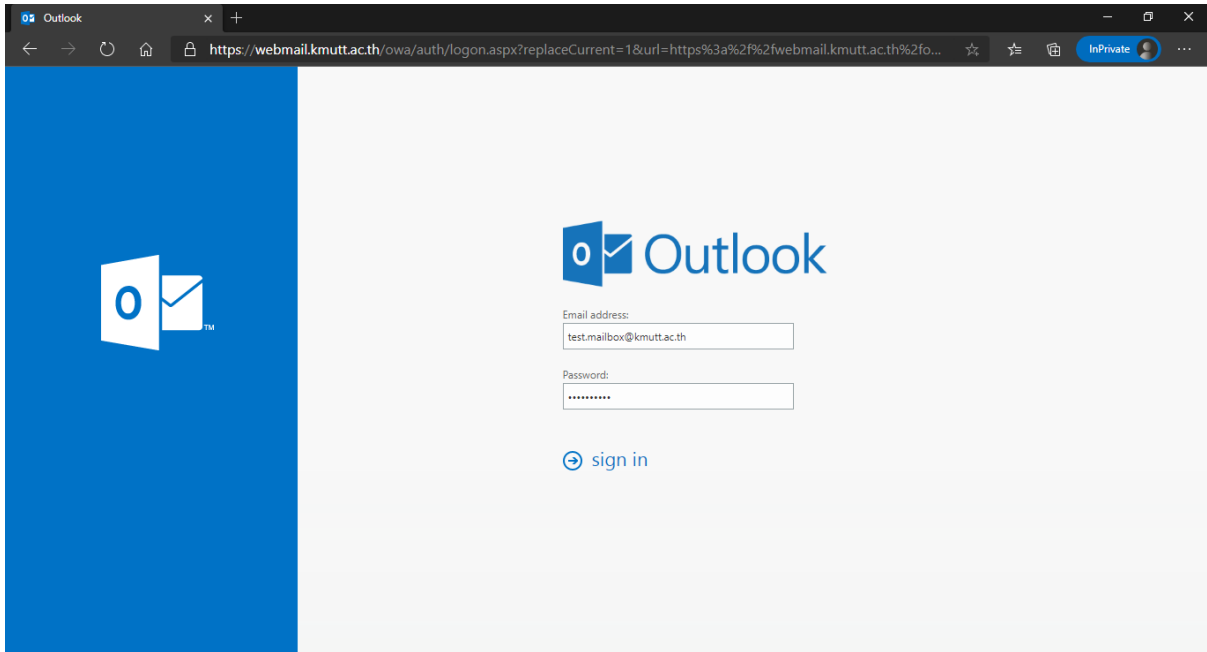 Outlook
https://webmail.kmutt.ac.th/owa/auth/logon.aspx?replaceCurrent=1&url=https%3a%2f%2fwebmail.kmutt.ac.th%2fo...
InPrivate
Outlook
TM
Email address:
test.mailbox@kmutt.ac.th
Password:
••••••••••
sign in